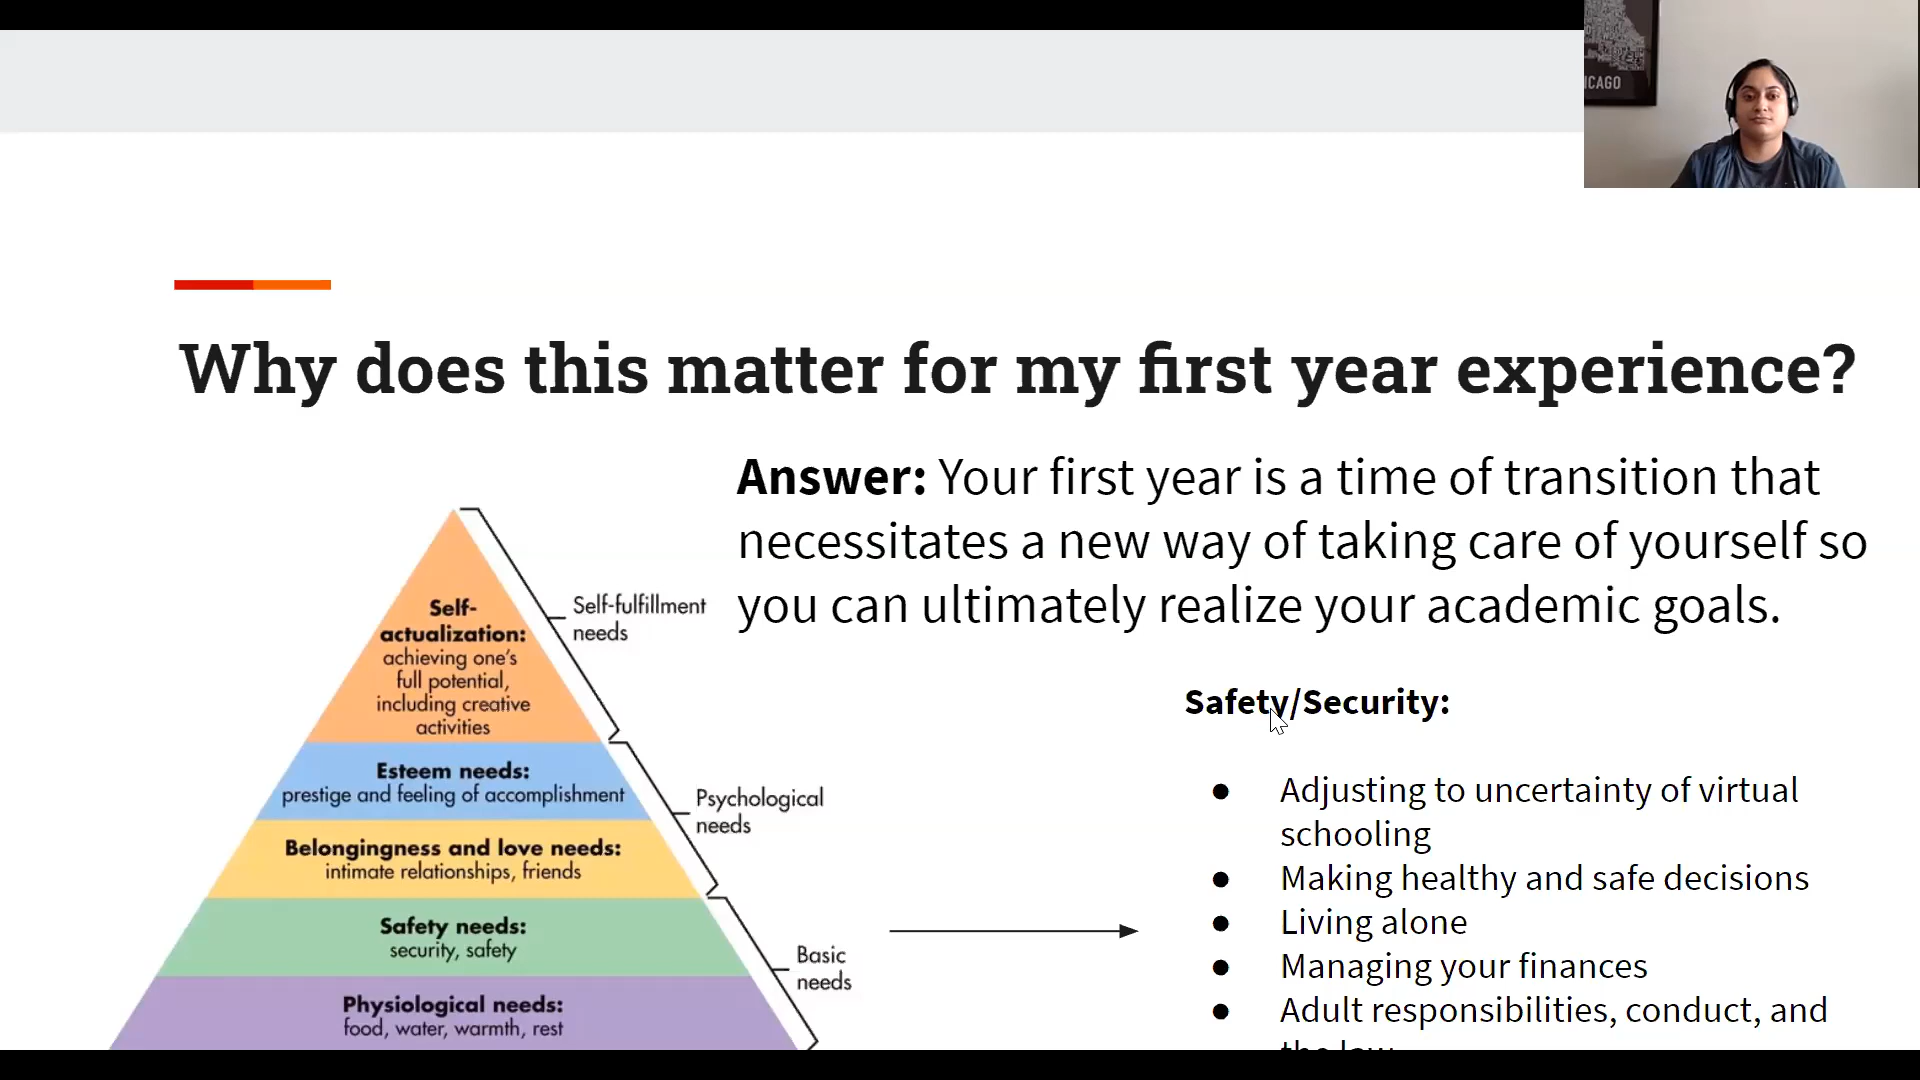 ICAGO
Why does this matter for my first year experience?
Answer: Your first year is a time of transition that
necessitates a new way of taking care of yourself so
you can ultimately realize your academic goals.
Self-
actualization:
achieving one's
full potential,
including creative
activities
Self-fulfillment
needs
Esteem needs:
prestige and feeling of accomplishment
Psychological
needs
Belongingness and love needs:
intimate relationships, friends
Safety needs:
security, safety
Basic
needs
Physiological needs:
food, water, warmth, rest
Safety/Security:
● Adjusting to uncertainty of virtual
schooling
● Making healthy and safe decisions
● Living alone
● Managing your finances
● Adult responsibilities, conduct, and
the law